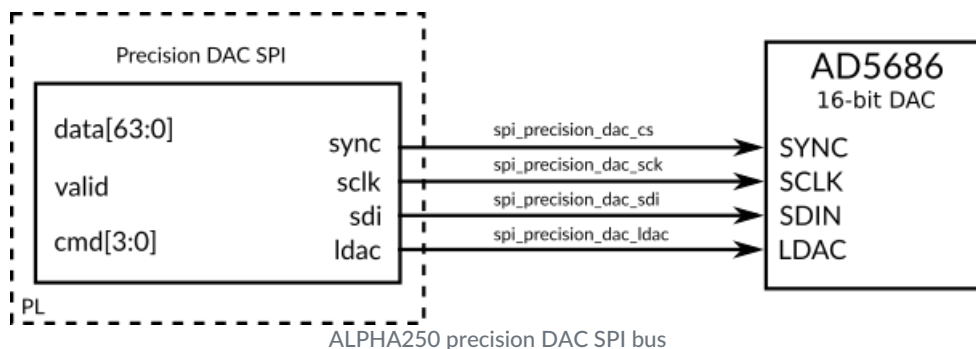 Precision DAC SPI
data[63:0]
valid
cmd[3:0]
sync
sclk
sdi
ldac
PL
spi_precision_dac_cs
spi_precision_dac_sck
spi_precision_dac_sdi
spi_precision_dac_ldac
AD5686
16-bit DAC
SYNC
SCLK
SDIN
LDAC
ALPHA250 precision DAC SPI bus